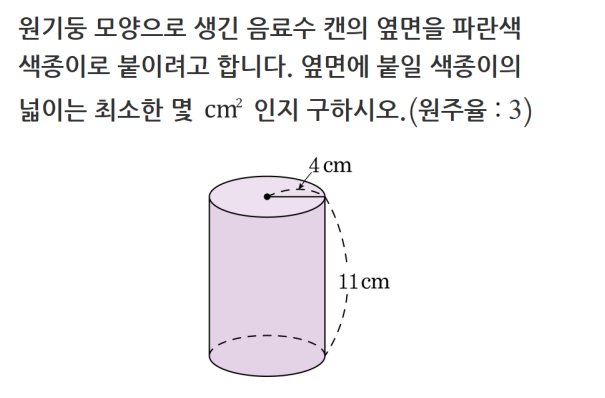 원기둥 모양으로 생긴 음료수 캔의 옆면을 파란색
색종이로 붙이려고 합니다. 옆면에 붙일 색종이의
넓이는 최소한 몇 cm² 인지 구하시오.(원주율 : 3)
4 cm
11 cm